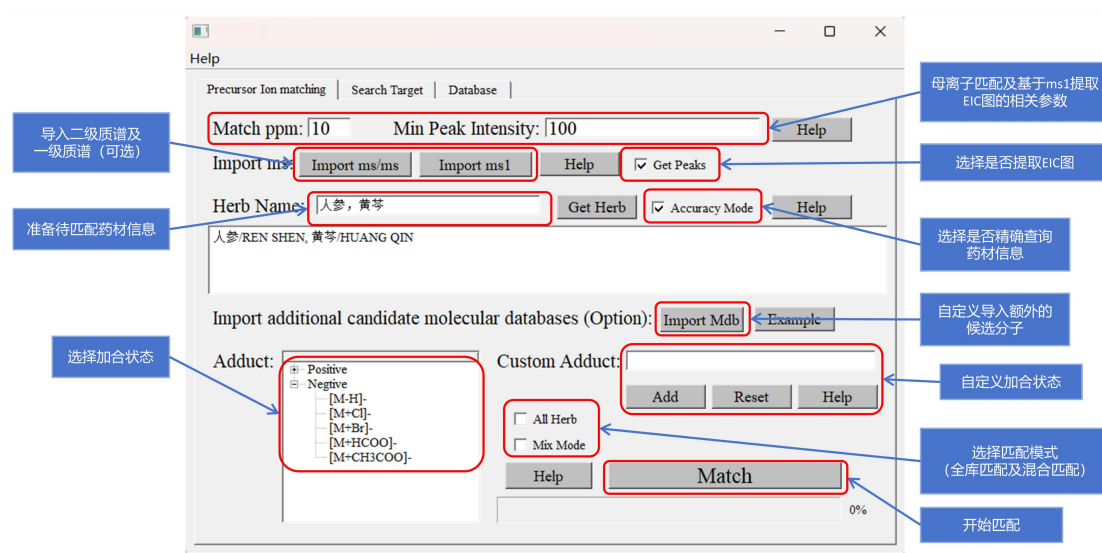 Help
Precursor Ion matching
Search Target
Database
Match ppm: 10
Min Peak Intensity: 100
Help
Import ms:
Import ms/ms
Import ms1
Help
Get Peaks
Herb Name:
人参，黄芩
Get Herb
Accuracy Mode
Help
人参/REN SHEN, 黄芩/HUANG QIN
Import additional candidate molecular databases (Option):
Import Mdb
Example
Adduct:
Positive
Negtive
[M-H]-
[M+Cl]-
[M+Br]-
[M+HCOO]-
[M+CH3COO]-
Custom Adduct:
Add
Reset
Help
All Herb
Mix Mode
Help
Match
0%
导入二级质谱及
一级质谱（可选）
准备待匹配药材信息
选择加合状态
母离子匹配及基于ms1提取
EIC图的相关参数
选择是否提取EIC图
选择是否精确查询
药材信息
自定义导入额外的
候选分子
自定义加合状态
选择匹配模式
（全库匹配及混合匹配）
开始匹配